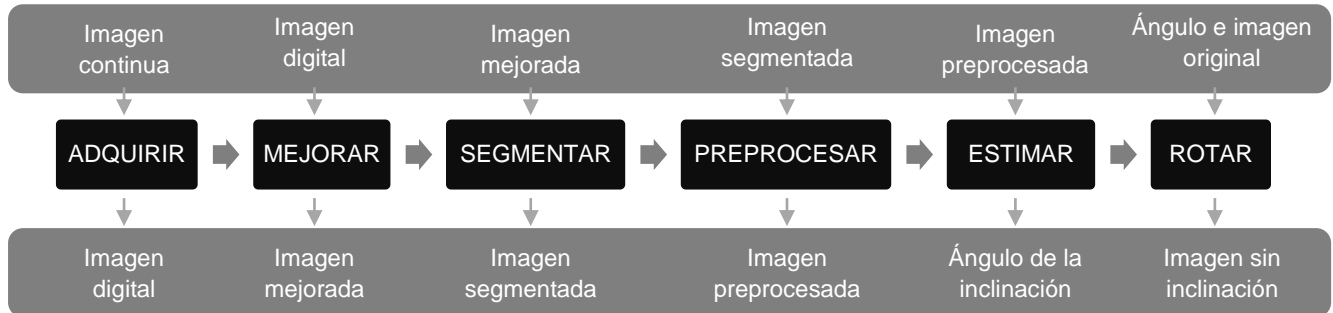 Imagen
continua
Imagen
digital
Imagen
mejorada
Imagen
segmentada
Imagen
preprocesada
Ángulo e imagen
original
ADQUIRIR
MEJORAR
SEGMENTAR
PREPROCESAR
ESTIMAR
ROTAR
Imagen
digital
Imagen
mejorada
Imagen
segmentada
Imagen
preprocesada
Ángulo de la
inclinación
Imagen sin
inclinación